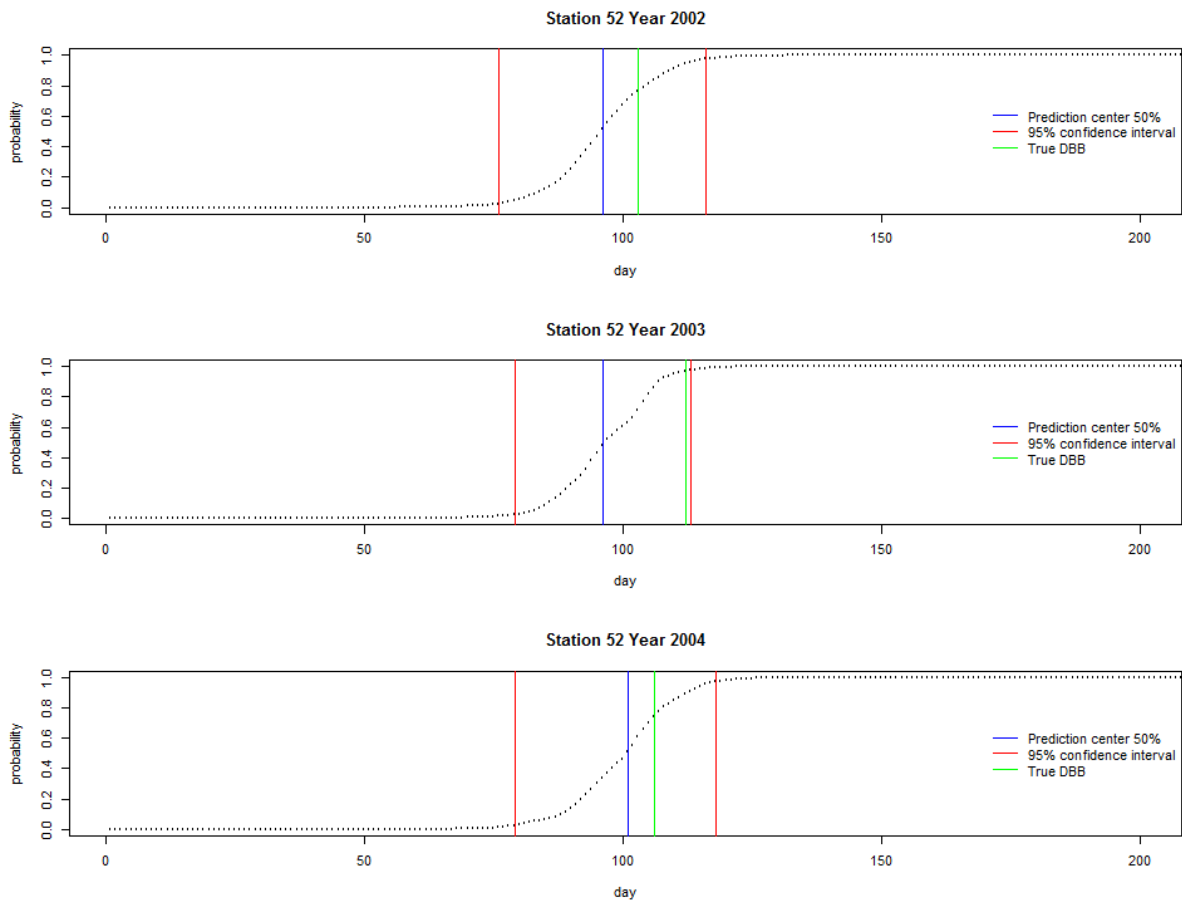 Station 52 Year 2002
probability
1.0
0.8
0.6
0.4
0.2
0.0
Prediction center 50%
95% confidence interval
True DBB
0 50 100 150 200
day
Station 52 Year 2003
probability
1.0
0.8
0.6
0.4
0.2
0.0
Prediction center 50%
95% confidence interval
True DBB
0 50 100 150 200
day
Station 52 Year 2004
probability
1.0
0.8
0.6
0.4
0.2
0.0
Prediction center 50%
95% confidence interval
True DBB
0 50 100 150 200
day